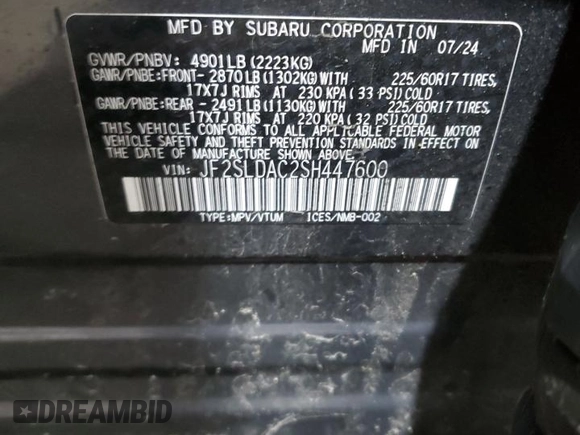 MFD BY SUBARU CORPORATION
MFD IN 07/24
GVWR/PNBV: 4901LB(2223KG)
GAWR/PNBE:FRONT- 2870LB(1302KG)WITH 225/60R17 TIRES,
17X7J RIMS AT 230 KPA( 33 PSI)COLD
GAWR/PNBE:REAR - 2491LB(1130KG)WITH 225/60R17 TIRES,
17X7J RIMS AT 220 KPA( 32 PSI)COLD
THIS VEHICLE CONFORMS TO ALL APPLICABLE FEDERAL MOTOR
VEHICLE SAFETY AND THEFT PREVENTION STANDARDS IN EFFECT
ON THE DATE OF MANUFACTURE SHOWN ABOVE.
VIN: JF2SLDAC2SH447600
TYPE:MPV/VTUM ICES/NMB-002
DREAMBID